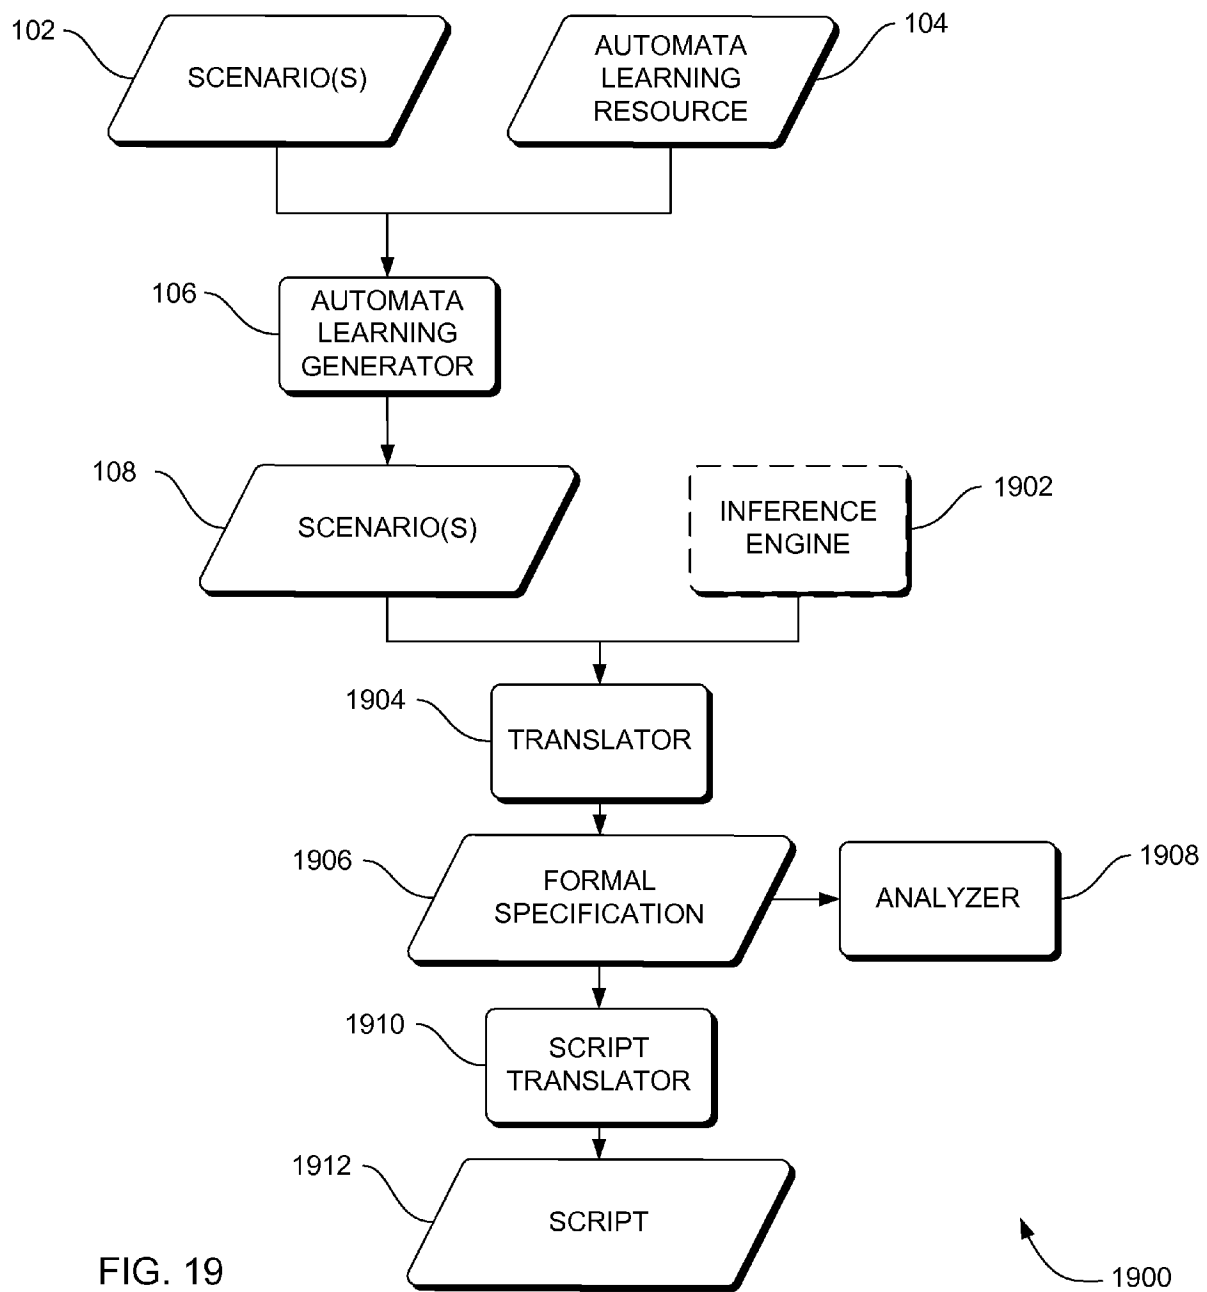 102
SCENARIO(S)
AUTOMATA
LEARNING
RESOURCE
104
106
AUTOMATA
LEARNING
GENERATOR
108
SCENARIO(S)
INFERENCE
ENGINE
1902
1904
TRANSLATOR
1906
FORMAL
SPECIFICATION
ANALYZER
1908
1910
SCRIPT
TRANSLATOR
1912
SCRIPT
FIG. 19
1900